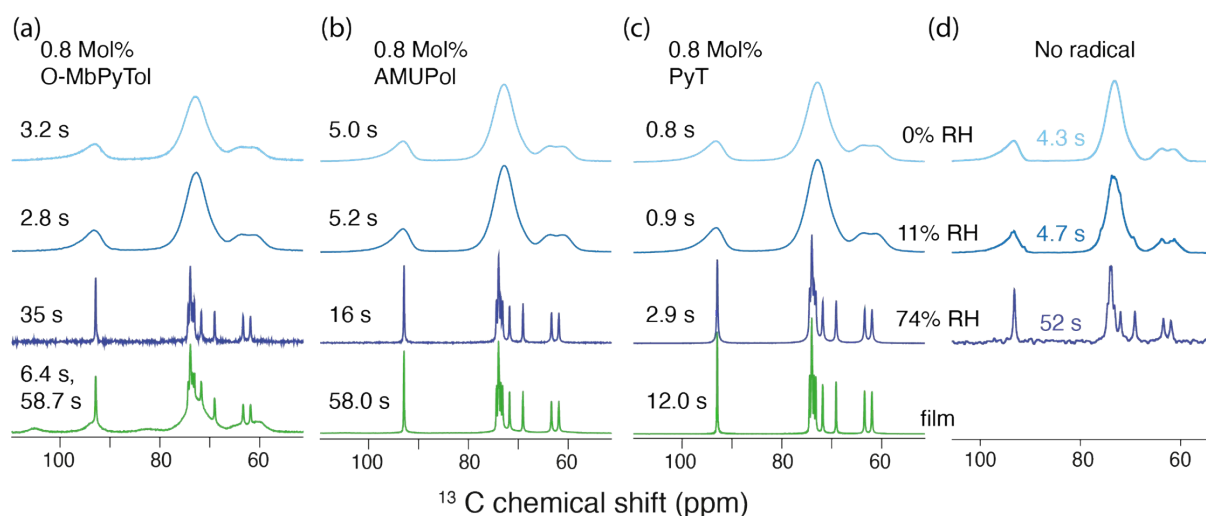 (a)
0.8 Mol%
O-MbPyTol
3.2 s
2.8 s
35 s
6.4 s,
58.7 s
100 80 60
(b)
0.8 Mol%
AMUPol
5.0 s
5.2 s
16 s
58.0 s
100 80 60
(c)
0.8 Mol%
PyT
0.8 s
0.9 s
2.9 s
12.0 s
100 80 60
(d)
No radical
0% RH 4.3 s
11% RH 4.7 s
74% RH 52 s
film
100 80 60
¹³ C chemical shift (ppm)